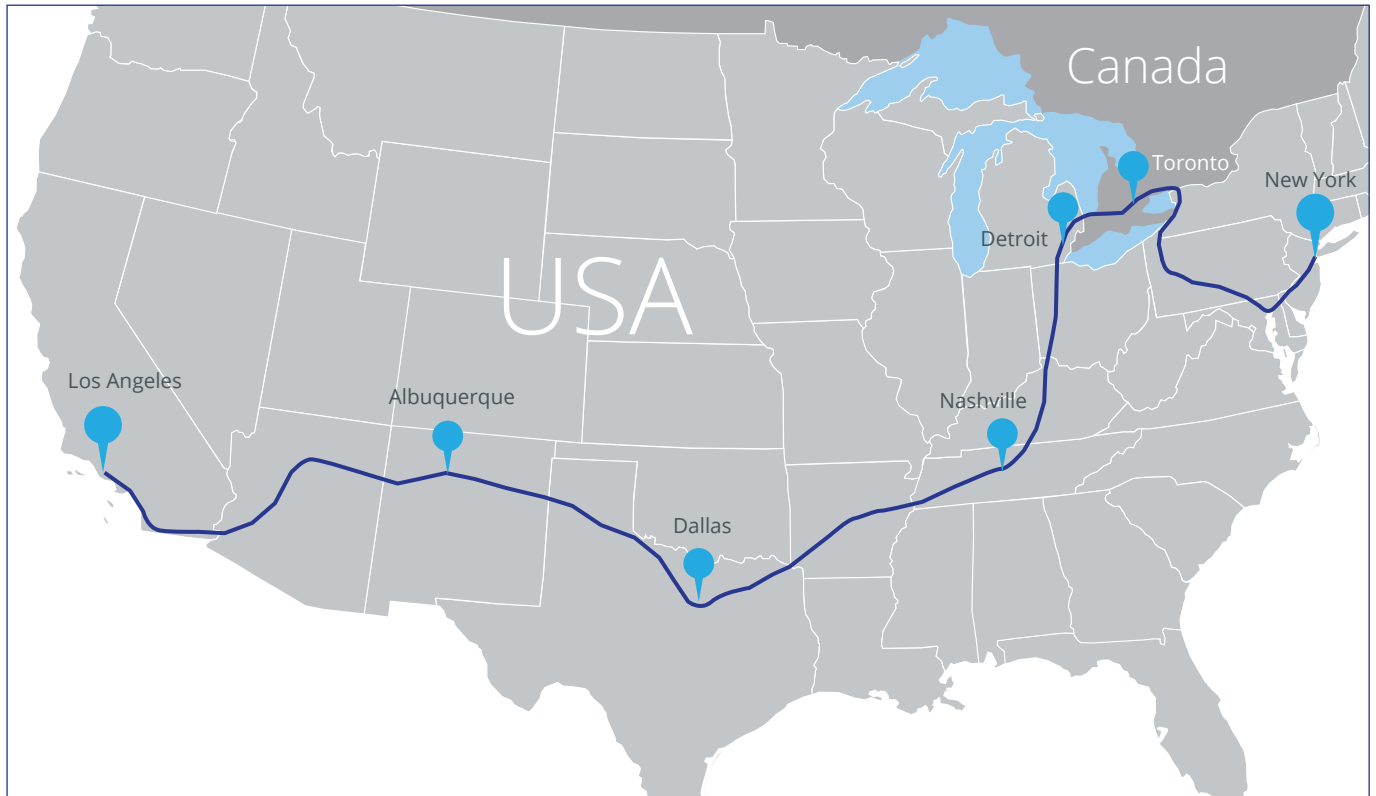 Canada
Toronto
New York
Detroit
USA
Los Angeles
Albuquerque
Nashville
Dallas